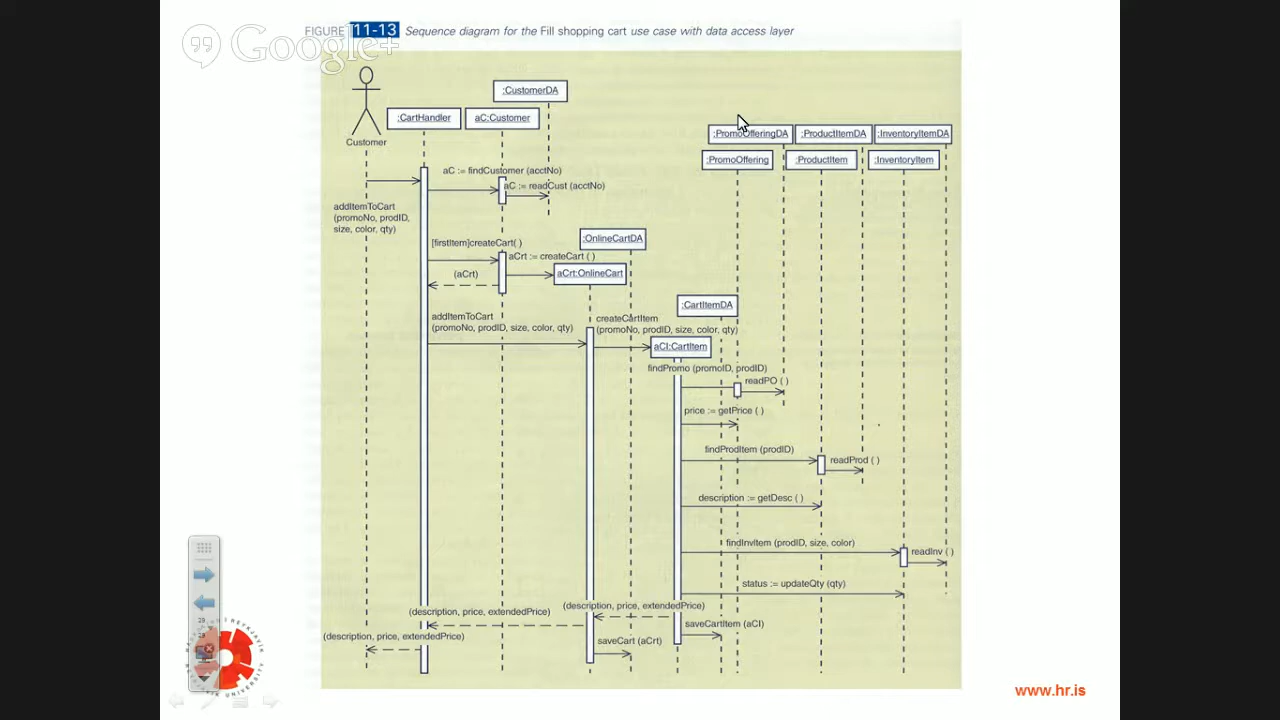 FIGURE 11-13 Sequence diagram for the Fill shopping cart use case with data access layer
Google+
:CustomerDA
:CartHandler
aC:Customer
Customer
:PromoOfferingDA
:ProductItemDA
:InventoryItemDA
:PromoOffering
:ProductItem
:InventoryItem
aC := findCustomer (acctNo)
aC := readCust (acctNo)
addItemToCart
(promoNo, prodID,
size, color, qty)
:OnlineCartDA
[firstItem]createCart( )
aCrt := createCart ( )
(aCrt)
aCrt:OnlineCart
:CartItemDA
addItemToCart
(promoNo, prodID, size, color, qty)
createCartItem
(promoNo, prodID, size, color, qty)
aCI:CartItem
findPromo (promoID, prodID)
readPO ( )
price := getPrice ( )
findProdItem (prodID)
readProd ( )
description := getDesc ( )
findInvItem (prodID, size, color)
readInv ( )
status := updateQty (qty)
(description, price, extendedPrice)
(description, price, extendedPrice)
saveCartItem (aCI)
(description, price, extendedPrice)
saveCart (aCrt)
29
www.hr.is